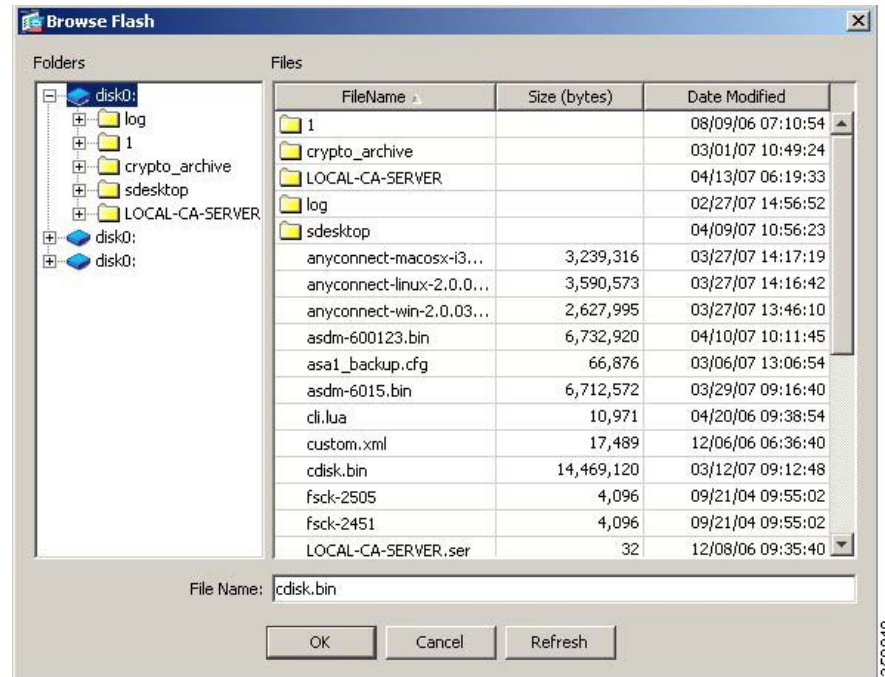 Browse Flash
Folders
Files
disk0:
log
1
crypto_archive
sdesktop
LOCAL-CA-SERVER
disk0:
disk0:
FileName Size (bytes) Date Modified
1 08/09/06 07:10:54
crypto_archive 03/01/07 10:49:24
LOCAL-CA-SERVER 04/13/07 06:19:33
log 02/27/07 14:56:52
sdesktop 04/09/07 10:56:23
anyconnect-macosx-i3... 3,239,316 03/27/07 14:17:19
anyconnect-linux-2.0.0... 3,590,573 03/27/07 14:16:42
anyconnect-win-2.0.03... 2,627,995 03/27/07 13:46:10
asdm-600123.bin 6,732,920 04/10/07 10:11:45
asa1_backup.cfg 66,876 03/06/07 13:06:54
asdm-6015.bin 6,712,572 03/29/07 09:16:40
cli.lua 10,971 04/20/06 09:38:54
custom.xml 17,489 12/06/06 06:36:40
cdisk.bin 14,469,120 03/12/07 09:12:48
fsck-2505 4,096 09/21/04 09:55:02
fsck-2451 4,096 09/21/04 09:55:02
LOCAL-CA-SERVER.ser 32 12/08/06 09:35:40
File Name: cdisk.bin
OK Cancel Refresh